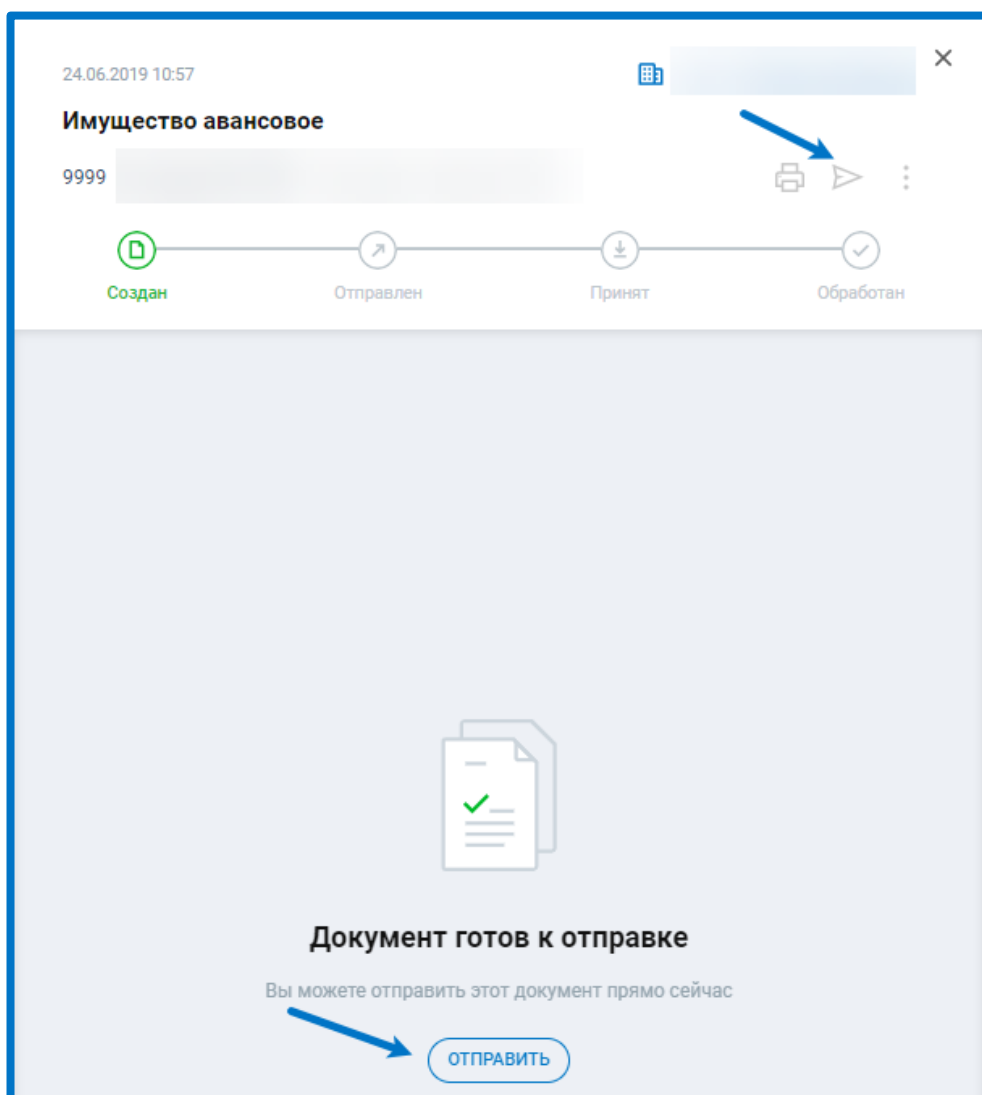 24.06.2019 10:57
Имущество авансовое
9999
Создан
Отправлен
Принят
Обработан
Документ готов к отправке
Вы можете отправить этот документ прямо сейчас
ОТПРАВИТЬ